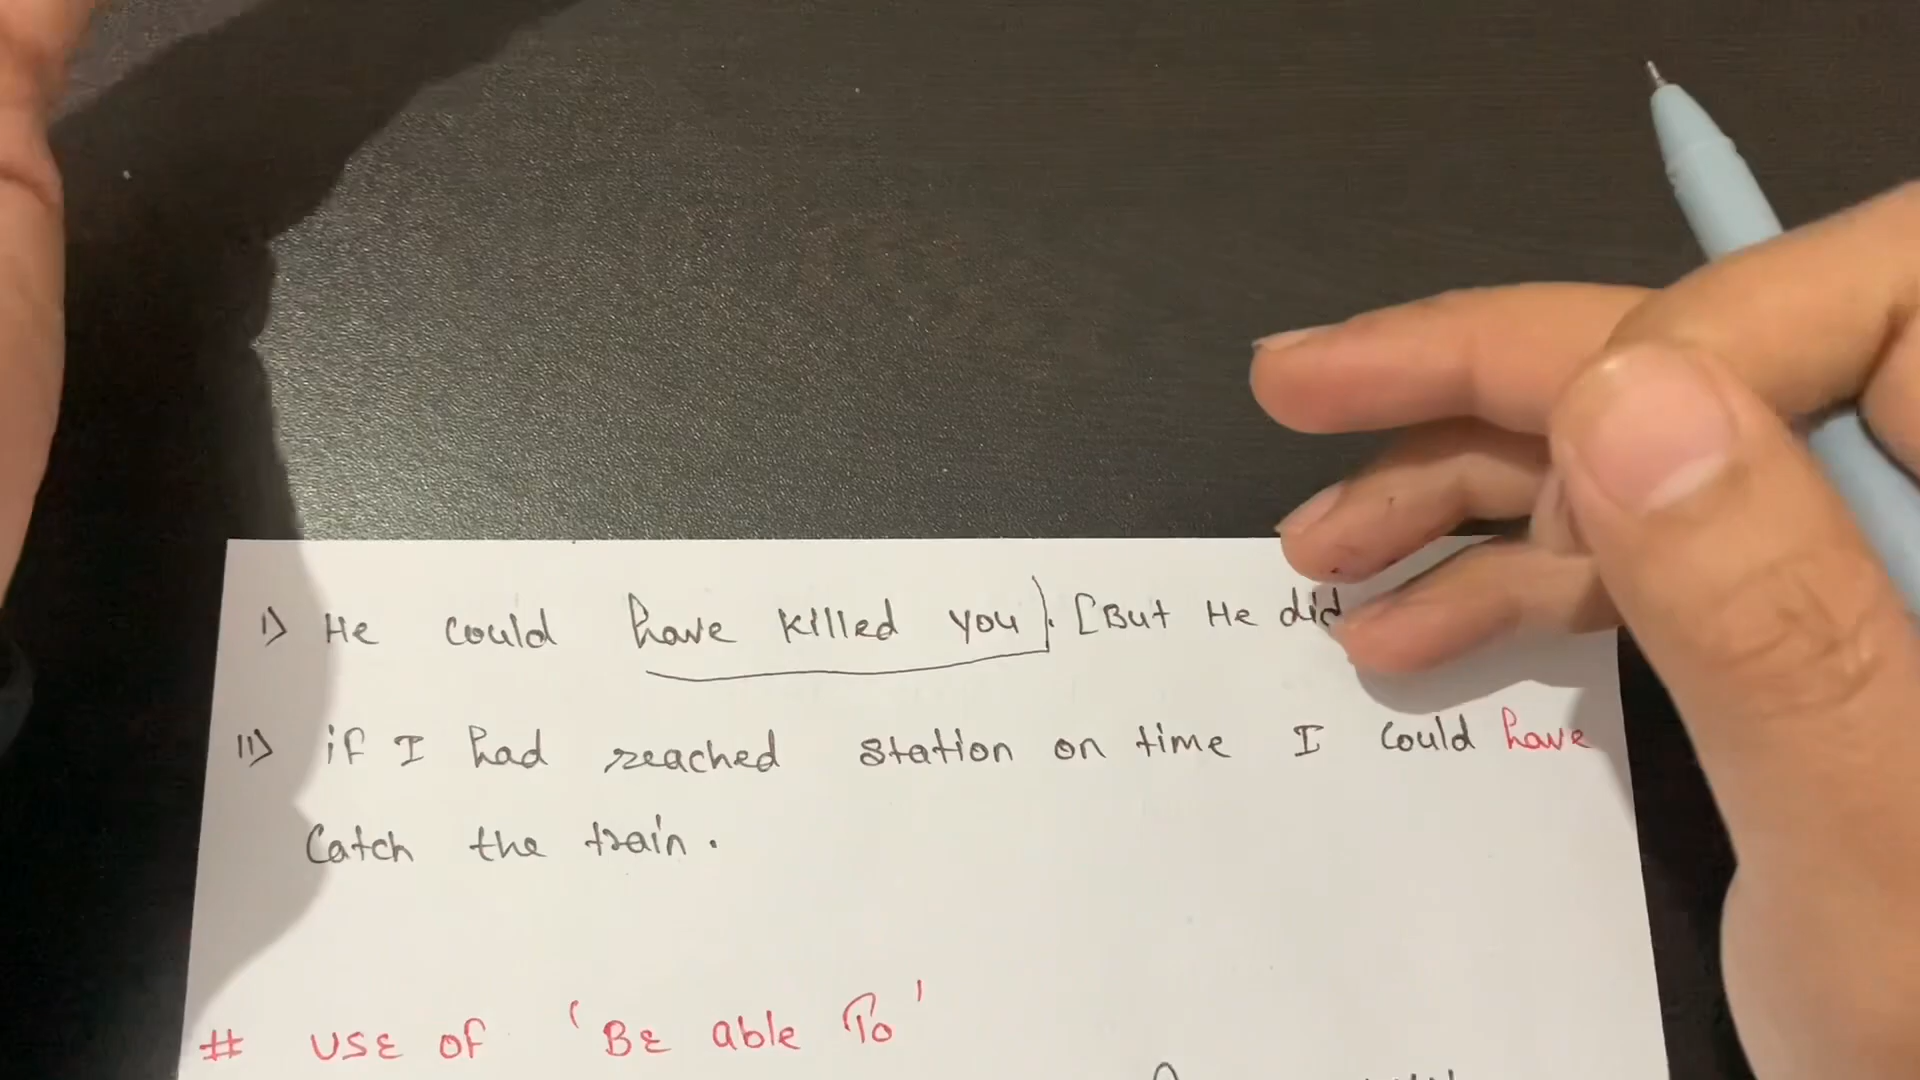 i) He could have killed you). [But He did
ii) if I had reached station on time I could have
Catch the train.
# USE OF 'BE able To'